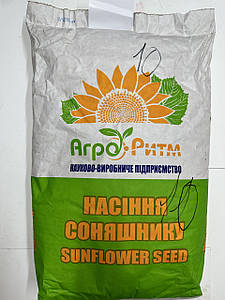 10
Агро Ритм
НАУКОВО-ВИРОБНИЧЕ ПІДПРИЄМСТВО
НАСІННЯ
СОНЯШНИКУ
SUNFLOWER SEED